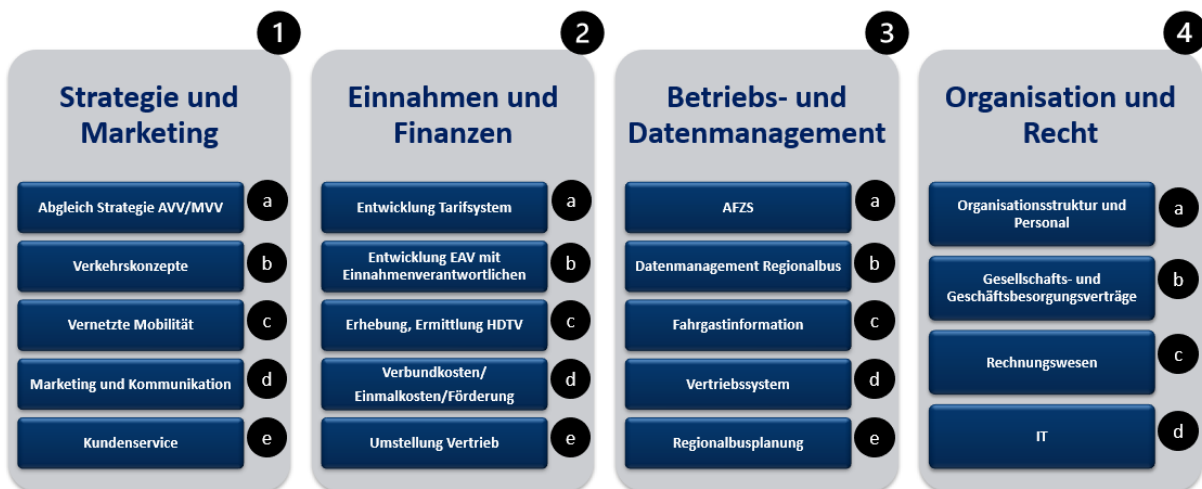 1
Strategie und
Marketing
Abgleich Strategie AVV/MVV
a
Verkehrskonzepte
b
Vernetzte Mobilität
c
Marketing und Kommunikation
d
Kundenservice
e
2
Einnahmen und
Finanzen
Entwicklung Tarifsystem
a
Entwicklung EAV mit
Einnahmenverantwortlichen
b
Erhebung, Ermittlung HDTV
c
Verbundkosten/
Einmalkosten/Förderung
d
Umstellung Vertrieb
e
3
Betriebs- und
Datenmanagement
AFZS
a
Datenmanagement Regionalbus
b
Fahrgastinformation
c
Vertriebssystem
d
Regionalbusplanung
e
4
Organisation und
Recht
Organisationsstruktur und
Personal
a
Gesellschafts- und
Geschäftsbesorgungsverträge
b
Rechnungswesen
c
IT
d